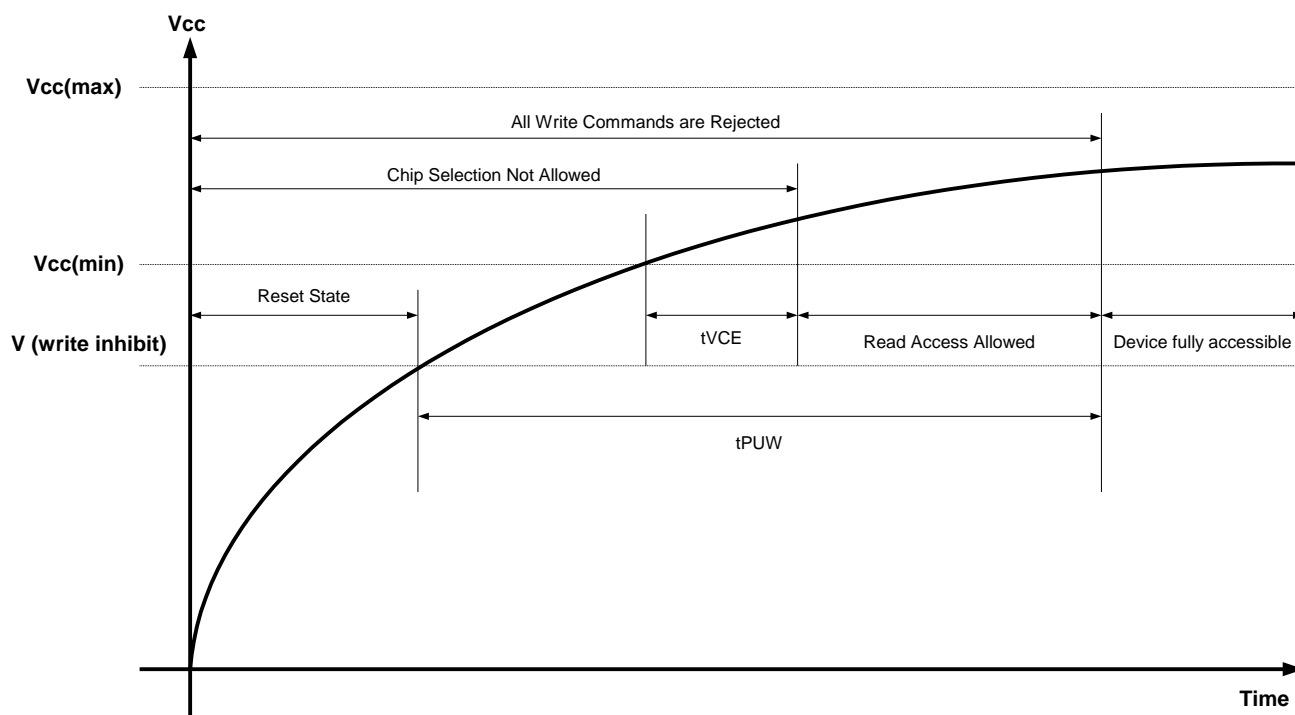 Vcc
Vcc(max)
All Write Commands are Rejected
Chip Selection Not Allowed
Vcc(min)
Reset State
V (write inhibit)
tVCE
Read Access Allowed
Device fully accessible
tPUW
Time